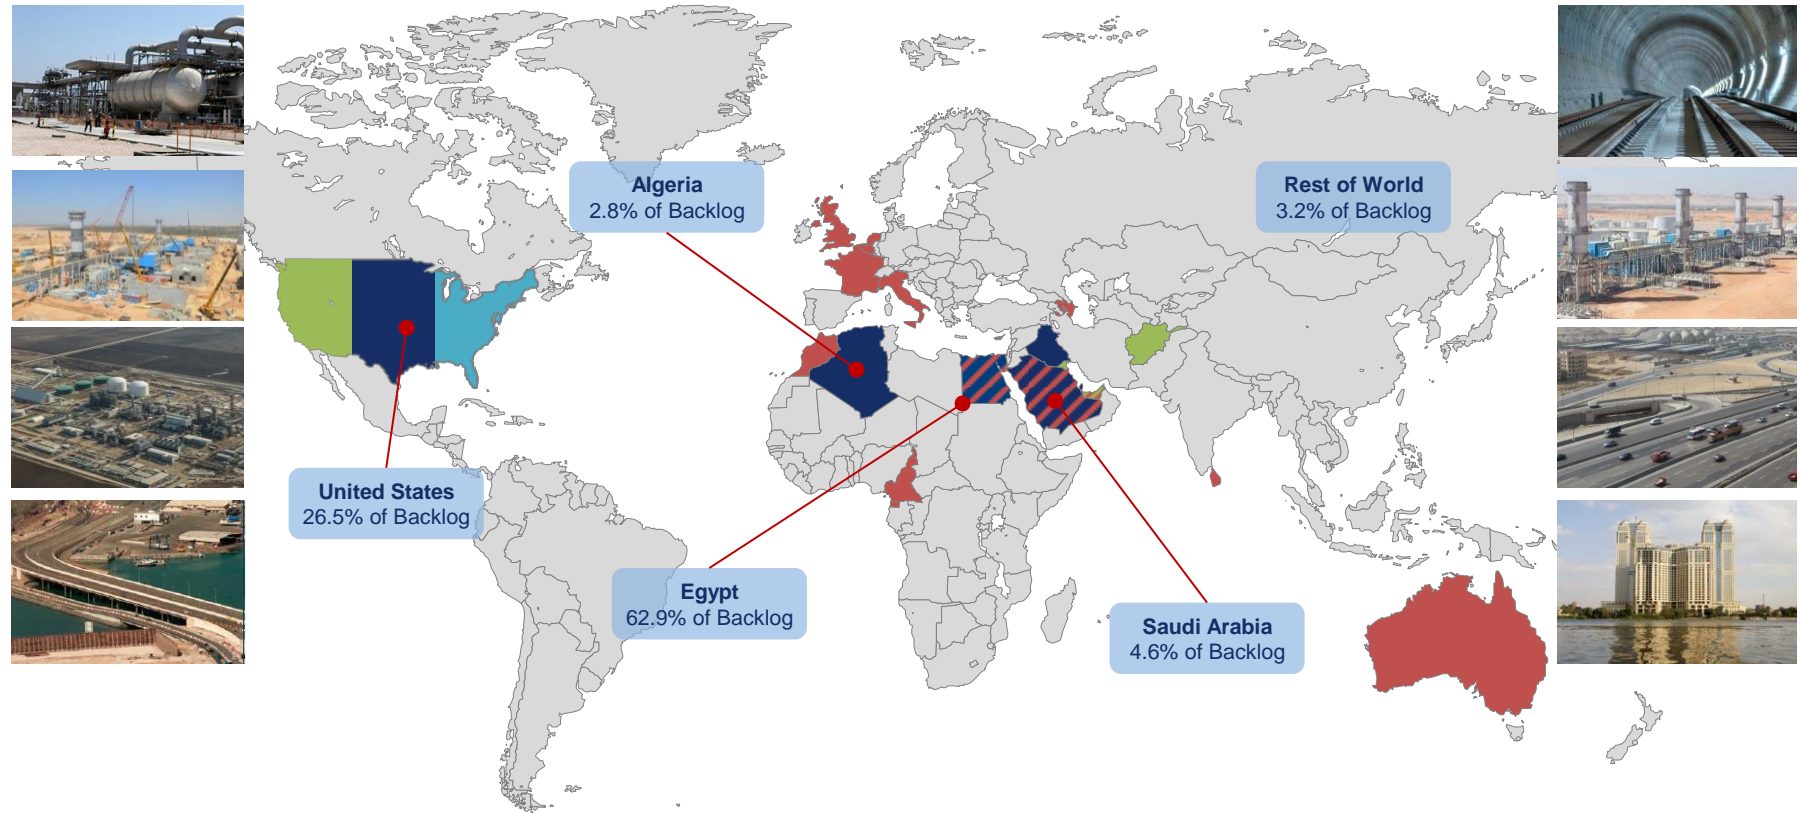 Algeria
2.8% of Backlog
Rest of World
3.2% of Backlog
United States
26.5% of Backlog
Egypt
62.9% of Backlog
Saudi Arabia
4.6% of Backlog